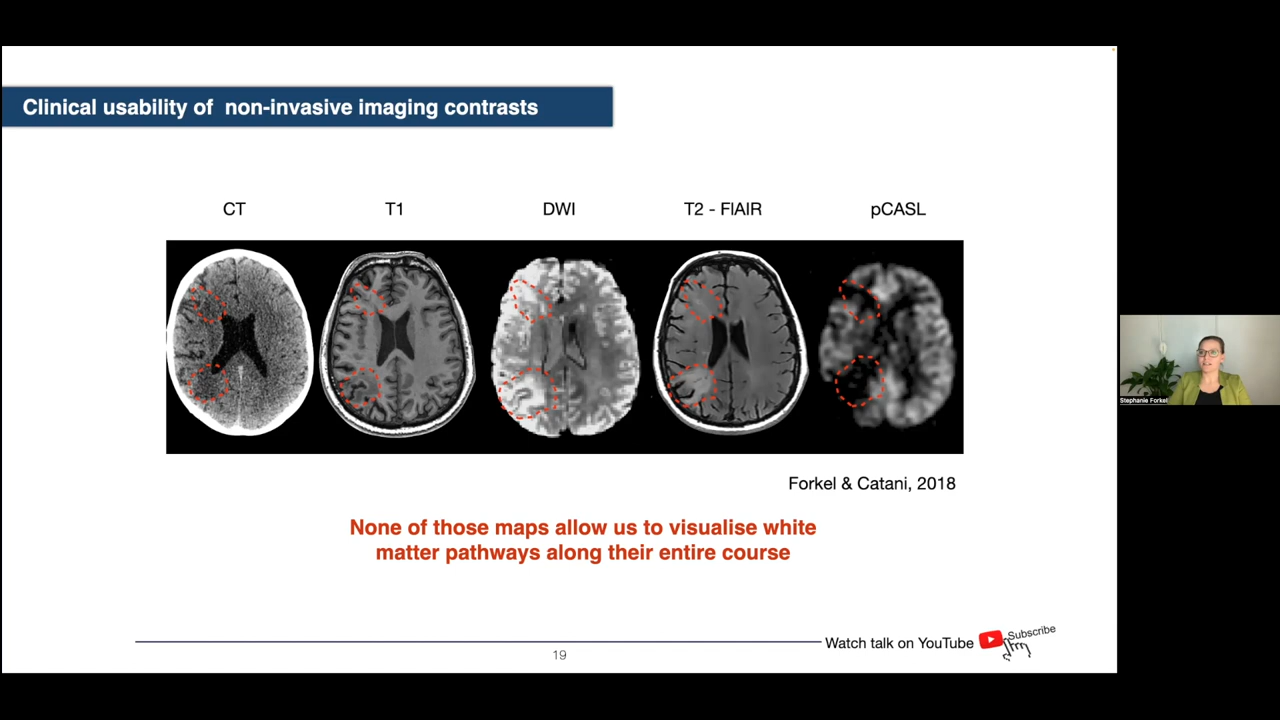 Clinical usability of  non-invasive imaging contrasts
CT
T1
DWI
T2 - FlAIR
pCASL
Forkel & Catani, 2018
None of those maps allow us to visualise white
matter pathways along their entire course
Watch talk on YouTube
Subscribe
19
Stephanie Forkel